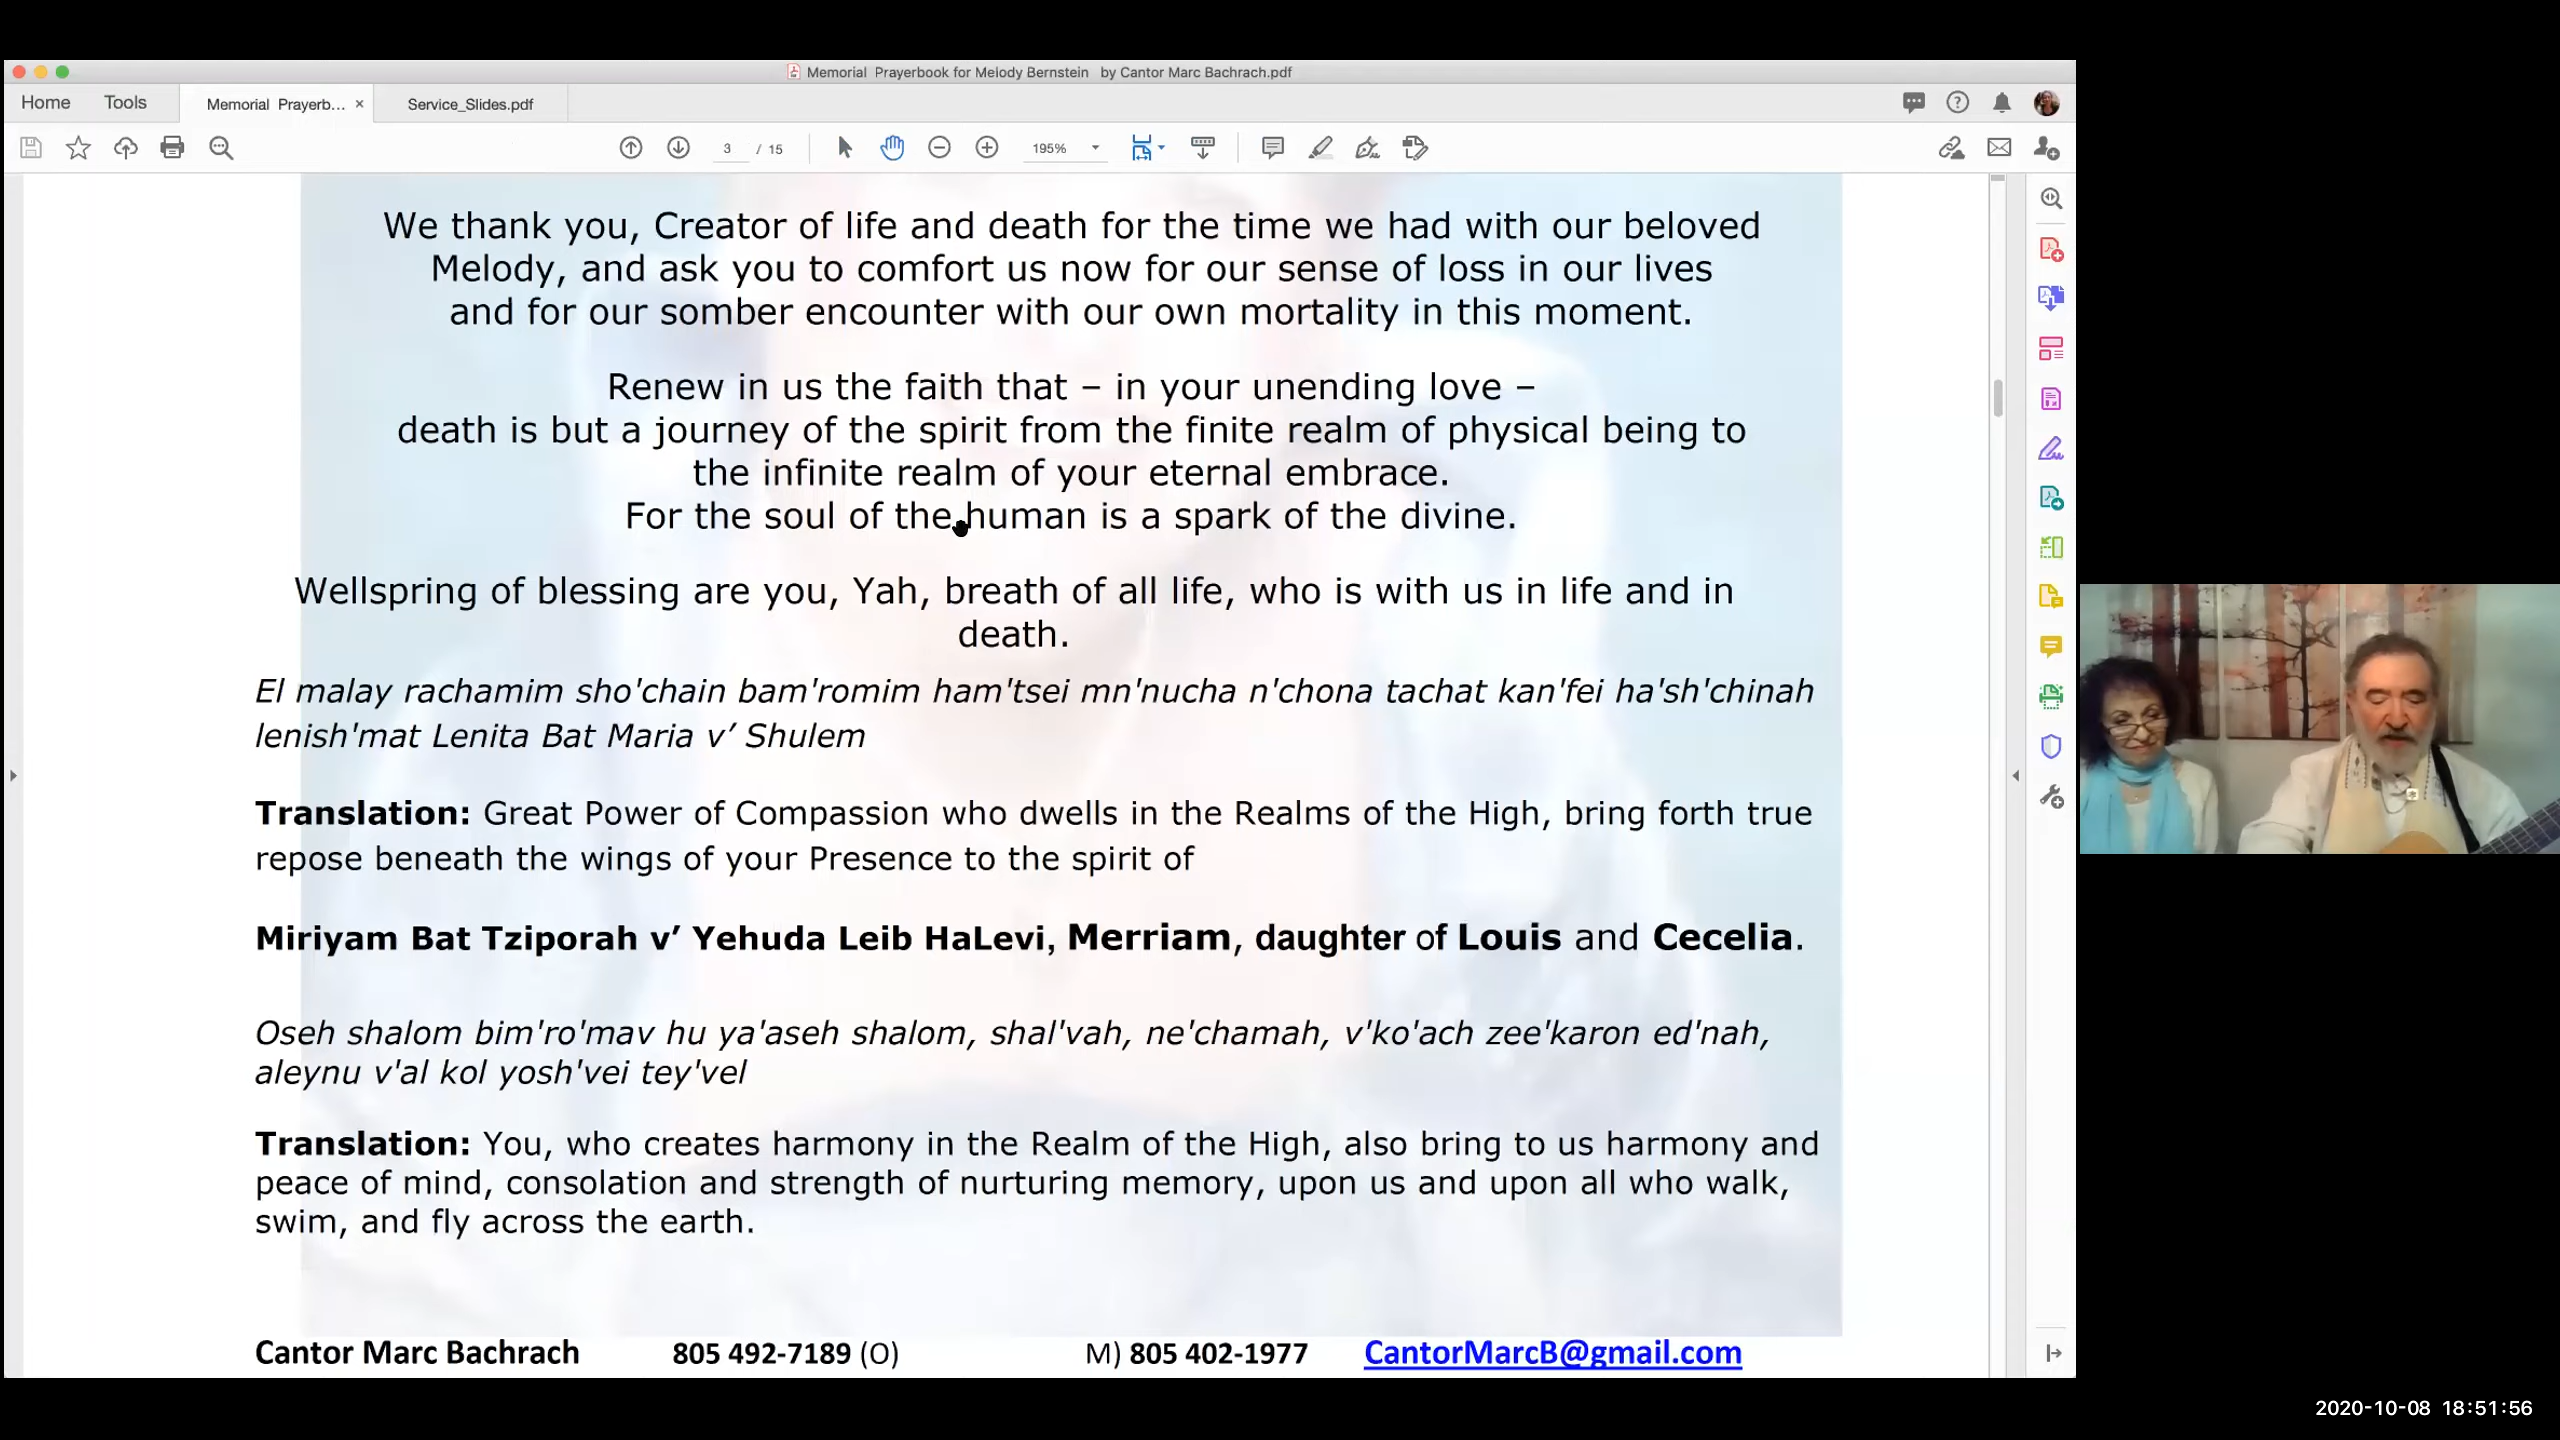 Memorial Prayerbook for Melody Bernstein by Cantor Marc Bachrach.pdf
Home Tools Memorial Prayerb... × Service_Slides.pdf
3 / 15 195%
We thank you, Creator of life and death for the time we had with our beloved
Melody, and ask you to comfort us now for our sense of loss in our lives
and for our somber encounter with our own mortality in this moment.
Renew in us the faith that – in your unending love –
death is but a journey of the spirit from the finite realm of physical being to
the infinite realm of your eternal embrace.
For the soul of the human is a spark of the divine.
Wellspring of blessing are you, Yah, breath of all life, who is with us in life and in
death.
El malay rachamim sho'chain bam'romim ham'tsei mn'nucha n'chona tachat kan'fei ha'sh'chinah
lenish'mat Lenita Bat Maria v’ Shulem
Translation: Great Power of Compassion who dwells in the Realms of the High, bring forth true
repose beneath the wings of your Presence to the spirit of
Miriyam Bat Tziporah v’ Yehuda Leib HaLevi, Merriam, daughter of Louis and Cecelia.
Oseh shalom bim'ro'mav hu ya'aseh shalom, shal'vah, ne'chamah, v'ko'ach zee'karon ed'nah,
aleynu v'al kol yosh'vei tey'vel
Translation: You, who creates harmony in the Realm of the High, also bring to us harmony and
peace of mind, consolation and strength of nurturing memory, upon us and upon all who walk,
swim, and fly across the earth.
Cantor Marc Bachrach 805 492-7189 (O) M) 805 402-1977 CantorMarcB@gmail.com
2020-10-08 18:51:56